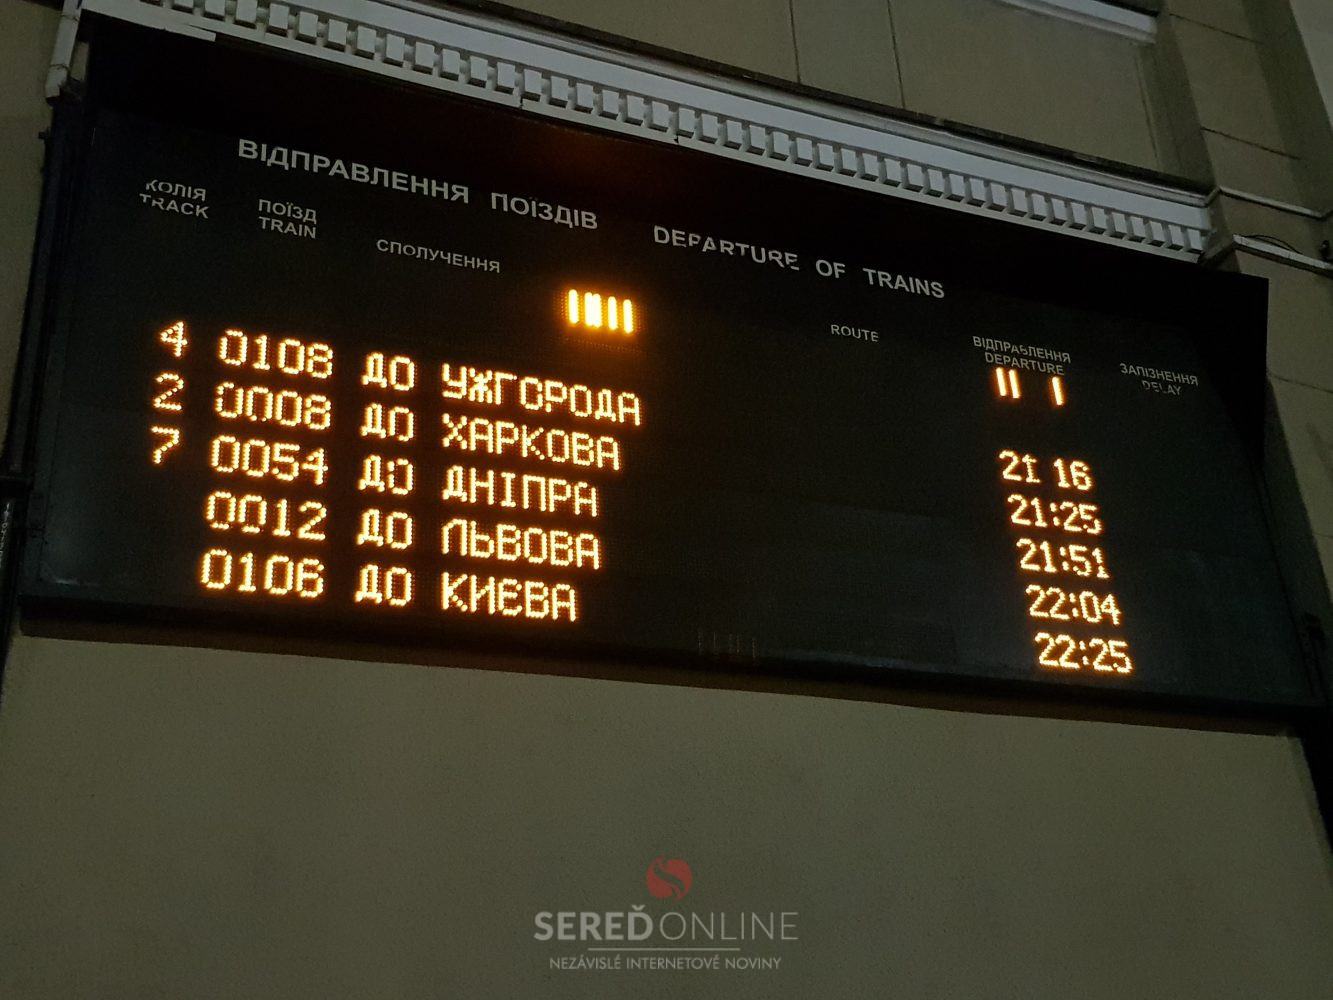 ВІДПРАВЛЕННЯ ПОЇЗДІВ DEPARTURE OF TRAINS
КОЛІЯ ПОЇЗД СПОЛУЧЕННЯ ROUTE ВІДПРАВЛЕННЯ ЗАПІЗНЕННЯ
TRACK TRAIN DEPARTURE DELAY
4 0108 ДО УЖГОРОДА 21 16
2 0008 ДО ХАРКОВА 21:25
7 0054 ДО ДНІПРА 21:51
0012 ДО ЛЬВОВА 22:04
0106 ДО КИЄВА 22:25
SEREĎONLINE
NEZÁVISLÉ INTERNETOVÉ NOVINY